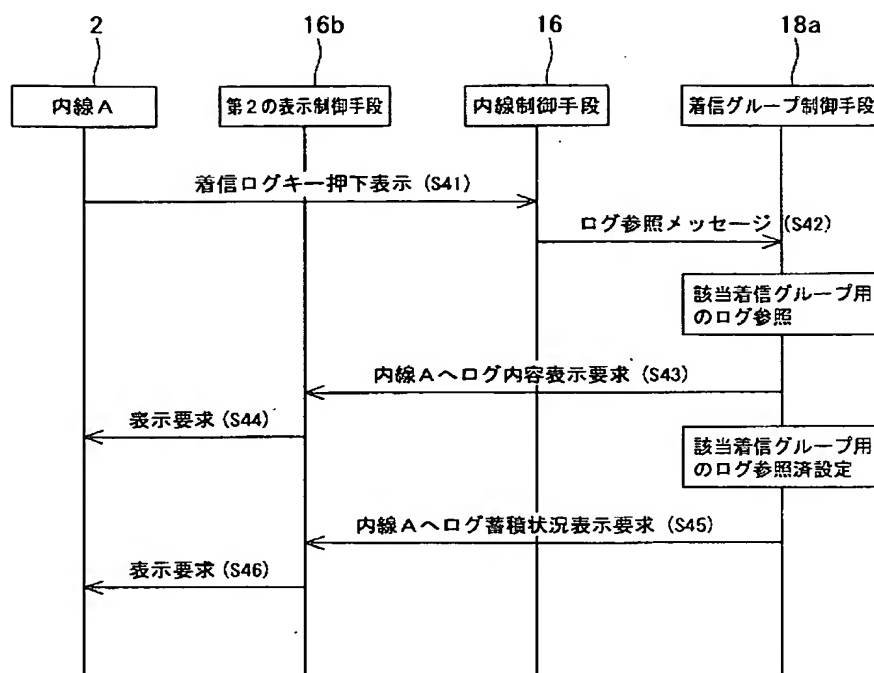 2
16b
16
18a
内線A
第2の表示制御手段
内線制御手段
着信グループ制御手段
着信ログキー押下表示 (S41)
ログ参照メッセージ (S42)
該当着信グループ用
のログ参照
内線Aへログ内容表示要求 (S43)
表示要求 (S44)
該当着信グループ用
のログ参照済設定
内線Aへログ蓄積状況表示要求 (S45)
表示要求 (S46)